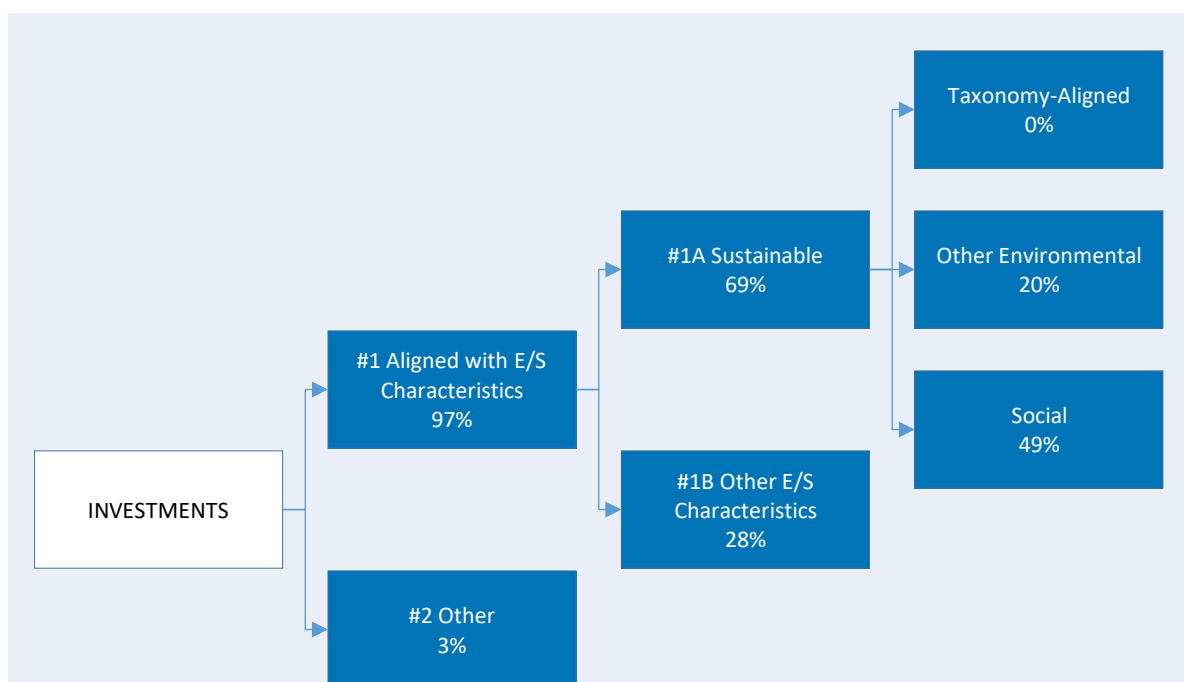 INVESTMENTS
#1 Aligned with E/S
Characteristics
97%
#2 Other
3%
#1A Sustainable
69%
#1B Other E/S
Characteristics
28%
Taxonomy-Aligned
0%
Other Environmental
20%
Social
49%